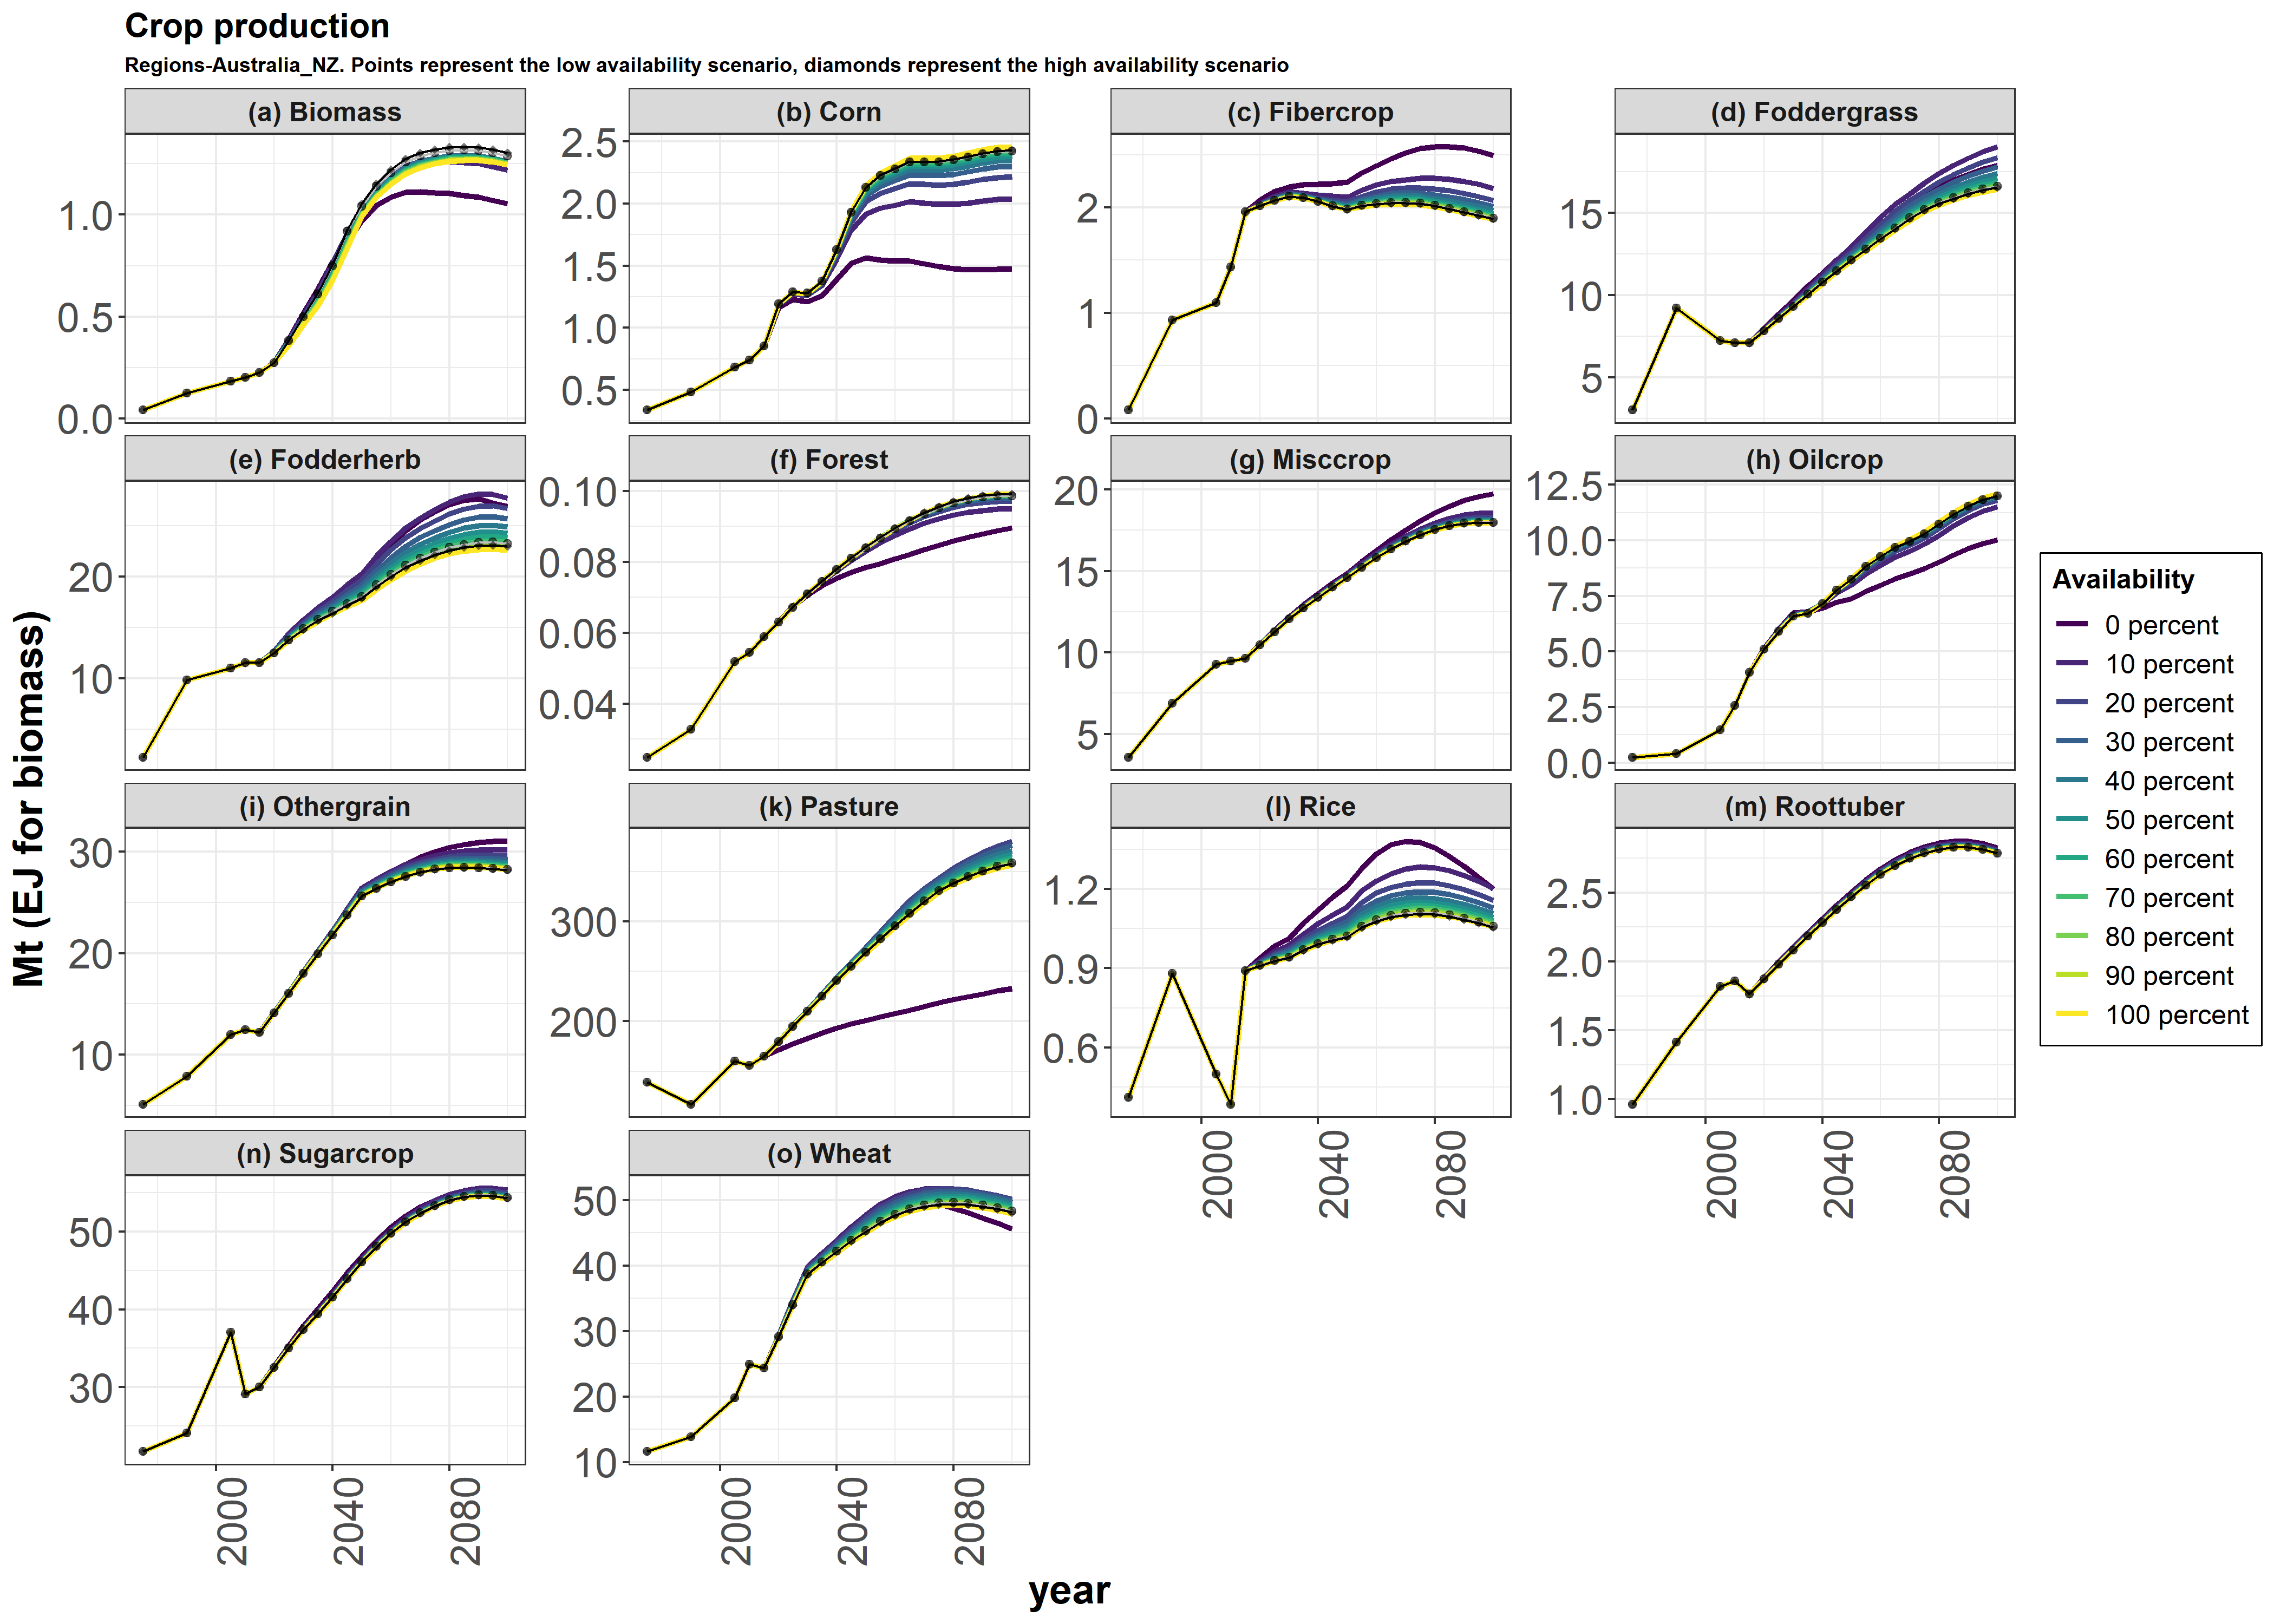 Crop production
Regions-Australia_NZ. Points represent the low availability scenario, diamonds represent the high availability scenario
(a) Biomass
(b) Corn
(c) Fibercrop
(d) Foddergrass
0.0
0.5
1.0
0.5
1.0
1.5
2.0
2.5
0
1
2
5
10
15
(e) Fodderherb
(f) Forest
(g) Misccrop
(h) Oilcrop
10
20
0.04
0.06
0.08
0.10
5
10
15
20
0.0
2.5
5.0
7.5
10.0
12.5
(i) Othergrain
(k) Pasture
(l) Rice
(m) Roottuber
10
20
30
200
300
0.6
0.9
1.2
1.0
1.5
2.0
2.5
2000
2040
2080
2000
2040
2080
(n) Sugarcrop
(o) Wheat
30
40
50
10
20
30
40
50
2000
2040
2080
2000
2040
2080
year
Mt (EJ for biomass)
Availability
0 percent
10 percent
20 percent
30 percent
40 percent
50 percent
60 percent
70 percent
80 percent
90 percent
100 percent